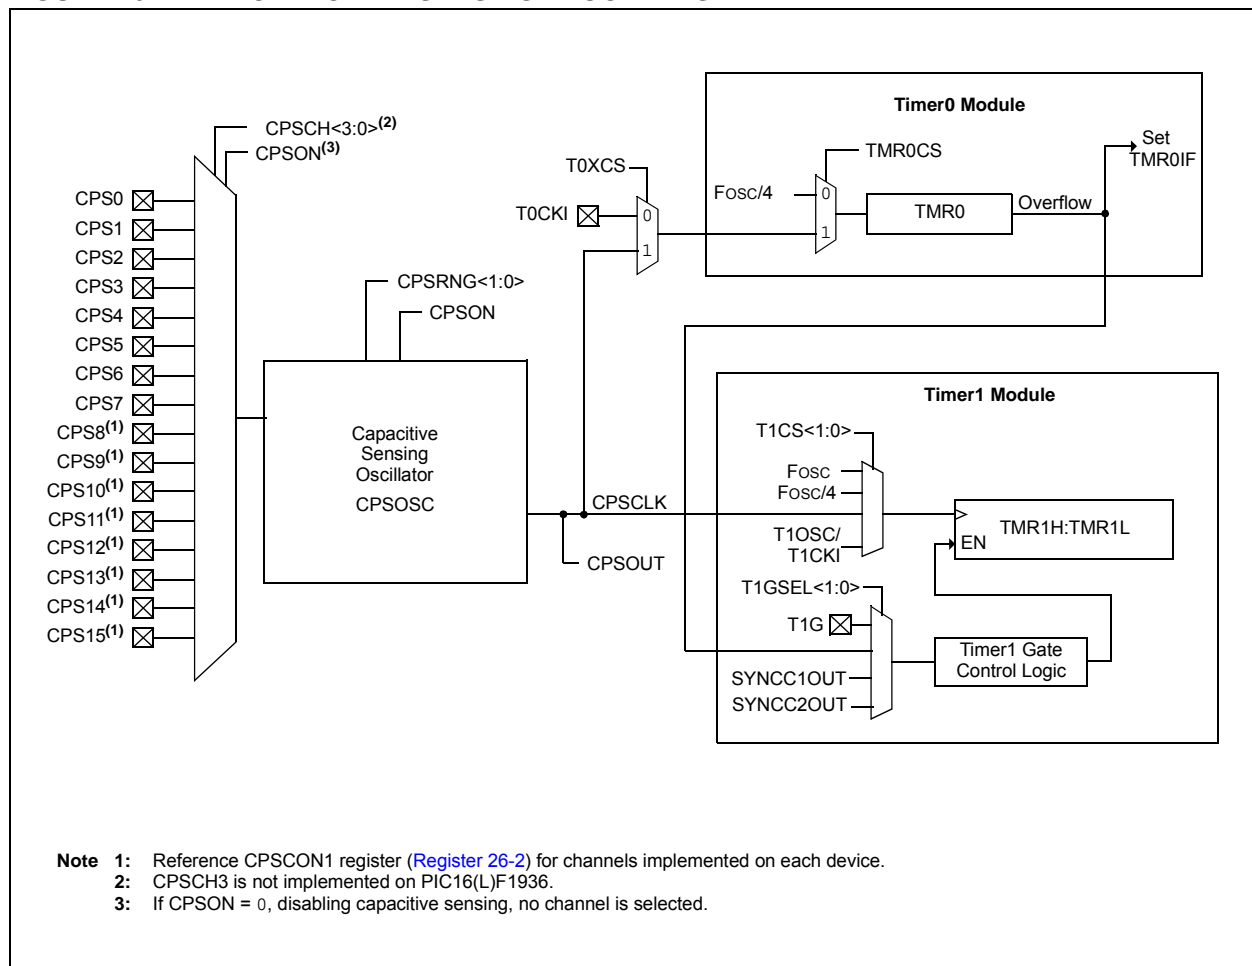 Timer0 Module
CPSCH<3:0>(2)
CPSON(3)
TMR0CS
Set
TMR0IF
T0XCS
FOSC/4
0
TMR0
Overflow
CPS0
CPS1
CPS2
CPS3
CPS4
CPS5
CPS6
CPS7
CPS8(1)
CPS9(1)
CPS10(1)
CPS11(1)
CPS12(1)
CPS13(1)
CPS14(1)
CPS15(1)
T0CKI
0
1
1
CPSRNG<1:0>
CPSON
Capacitive
Sensing
Oscillator
CPSOSC
CPSCLK
CPSOUT
Timer1 Module
T1CS<1:0>
FOSC
FOSC/4
T1OSC/
T1CKI
TMR1H:TMR1L
EN
T1GSEL<1:0>
T1G
SYNCC1OUT
SYNCC2OUT
Timer1 Gate
Control Logic
Note 1: Reference CPSCON1 register (Register 26-2) for channels implemented on each device.
2: CPSCH3 is not implemented on PIC16(L)F1936.
3: If CPSON = 0, disabling capacitive sensing, no channel is selected.